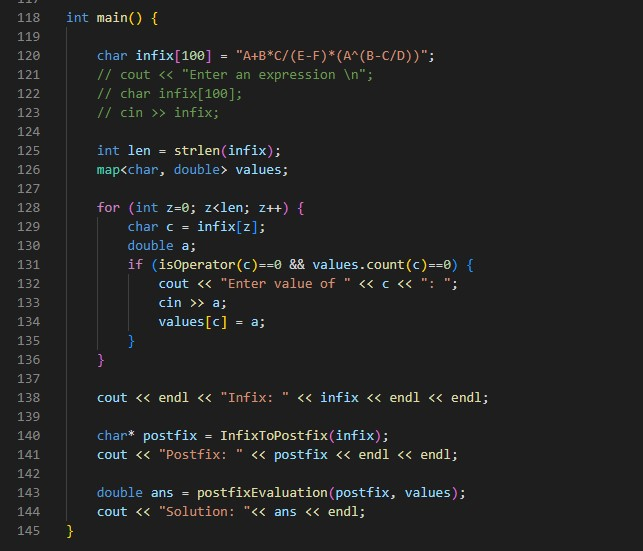 117
118 int main() {
119
120 char infix[100] = "A+B*C/(E-F)*(A^(B-C/D))";
121 // cout << "Enter an expression \n";
122 // char infix[100];
123 // cin >> infix;
124
125 int len = strlen(infix);
126 map<char, double> values;
127
128 for (int z=0; z<len; z++) {
129 char c = infix[z];
130 double a;
131 if (isOperator(c)==0 && values.count(c)==0) {
132 cout << "Enter value of " << c << ": ";
133 cin >> a;
134 values[c] = a;
135 }
136 }
137
138 cout << endl << "Infix: " << infix << endl << endl;
139
140 char* postfix = InfixToPostfix(infix);
141 cout << "Postfix: " << postfix << endl << endl;
142
143 double ans = postfixEvaluation(postfix, values);
144 cout << "Solution: "<< ans << endl;
145 }